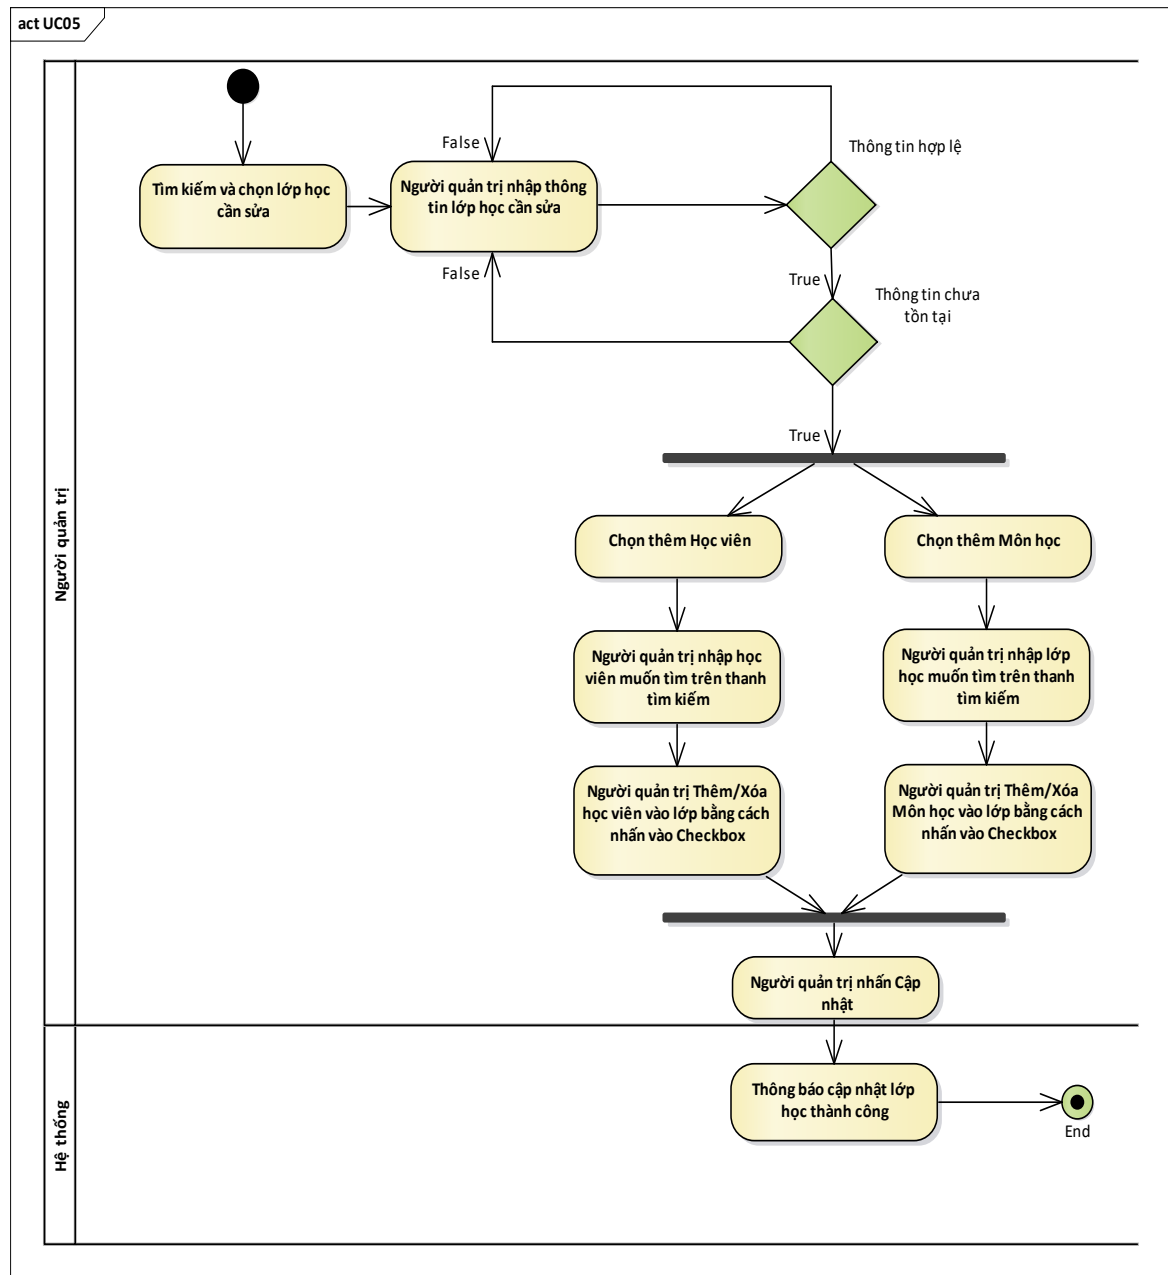 act UC05
Người quản trị
Tìm kiếm và chọn lớp học
cần sửa
False
Người quản trị nhập thông
tin lớp học cần sửa
False
Thông tin hợp lệ
True
Thông tin chưa
tồn tại
True
Chọn thêm Học viên
Chọn thêm Môn học
Người quản trị nhập học
viên muốn tìm trên thanh
tìm kiếm
Người quản trị nhập lớp
học muốn tìm trên thanh
tìm kiếm
Người quản trị Thêm/Xóa
học viên vào lớp bằng cách
nhấn vào Checkbox
Người quản trị Thêm/Xóa
Môn học vào lớp bằng cách
nhấn vào Checkbox
Người quản trị nhấn Cập
nhật
Hệ thống
Thông báo cập nhật lớp
học thành công
End